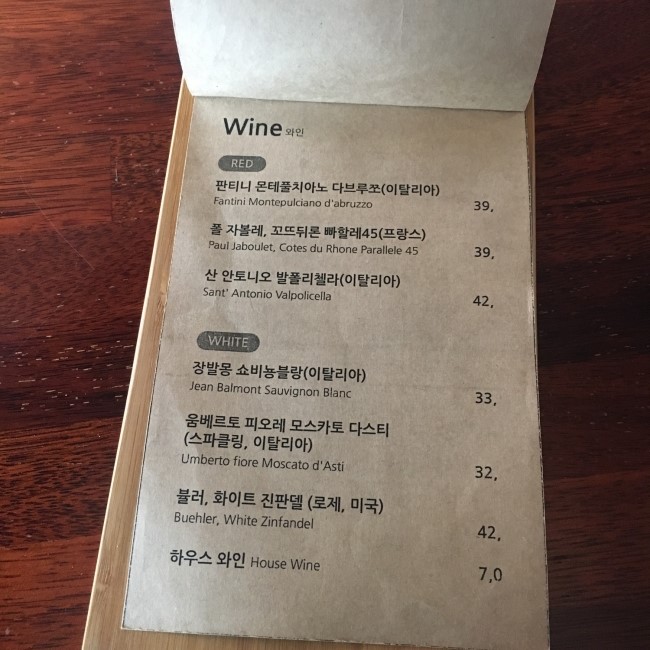 Wine 와인
RED
판티니 몬테풀치아노 다브루쪼(이탈리아)
Fantini Montepulciano d'abruzzo
39,
폴 자볼레, 꼬뜨뒤론 빠할레45(프랑스)
Paul Jaboulet, Cotes du Rhone Parallele 45
39,
산 안토니오 발폴리첼라(이탈리아)
Sant' Antonio Valpolicella
42,
WHITE
장발몽 쇼비뇽블랑(이탈리아)
Jean Balmont Sauvignon Blanc
33,
움베르토 피오레 모스카토 다스티
(스파클링, 이탈리아)
Umberto fiore Moscato d'Asti
32,
뷸러, 화이트 진판델 (로제, 미국)
Buehler, White Zinfandel
42,
하우스 와인 House Wine
7,0